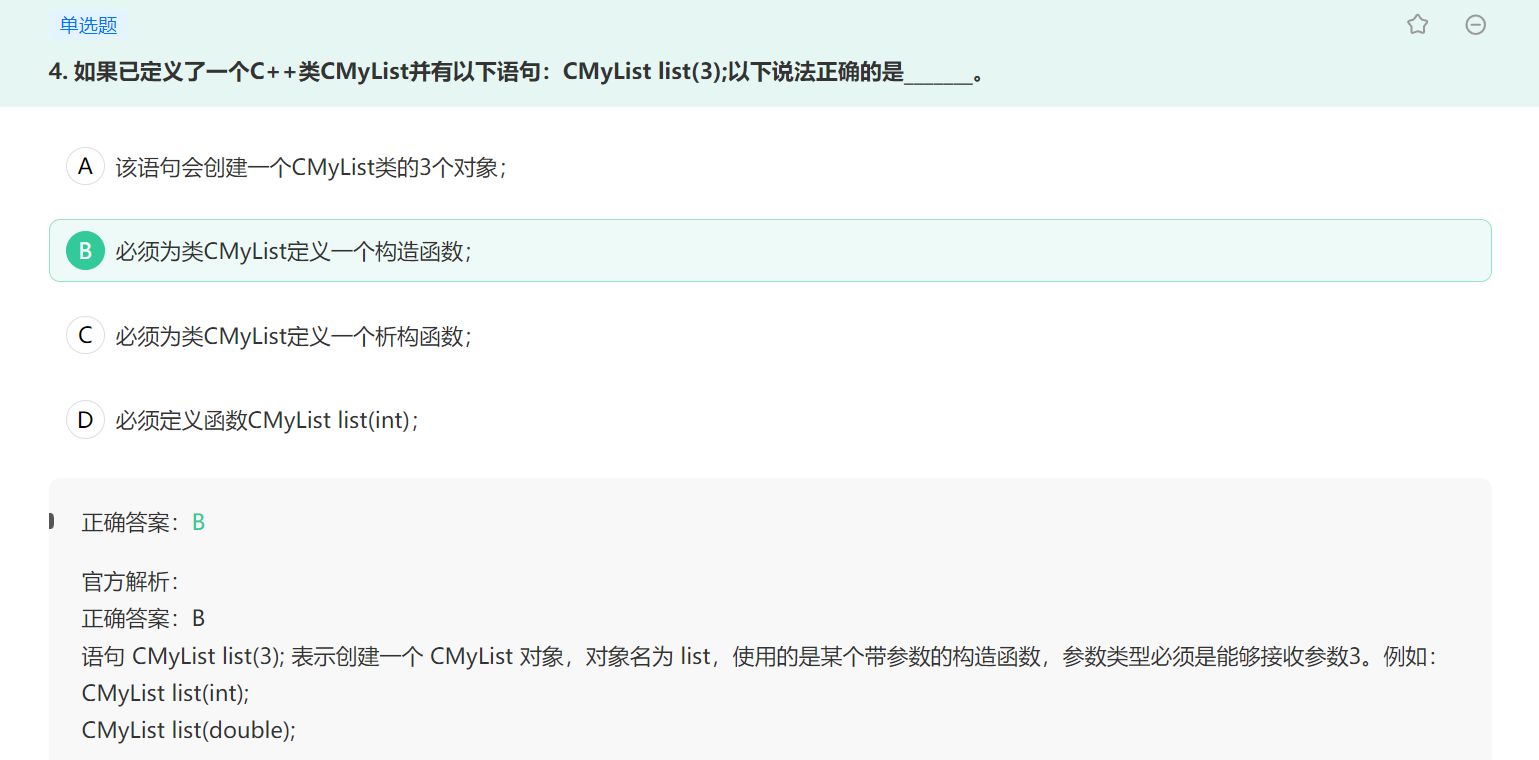 单选题
4. 如果已定义了一个C++类CMyList并有以下语句：CMyList list(3);以下说法正确的是_______。
A 该语句会创建一个CMyList类的3个对象；
B 必须为类CMyList定义一个构造函数；
C 必须为类CMyList定义一个析构函数；
D 必须定义函数CMyList list(int)；
正确答案：B
官方解析：
正确答案：B
语句 CMyList list(3); 表示创建一个 CMyList 对象，对象名为 list，使用的是某个带参数的构造函数，参数类型必须是能够接收参数3。例如：
CMyList list(int);
CMyList list(double);